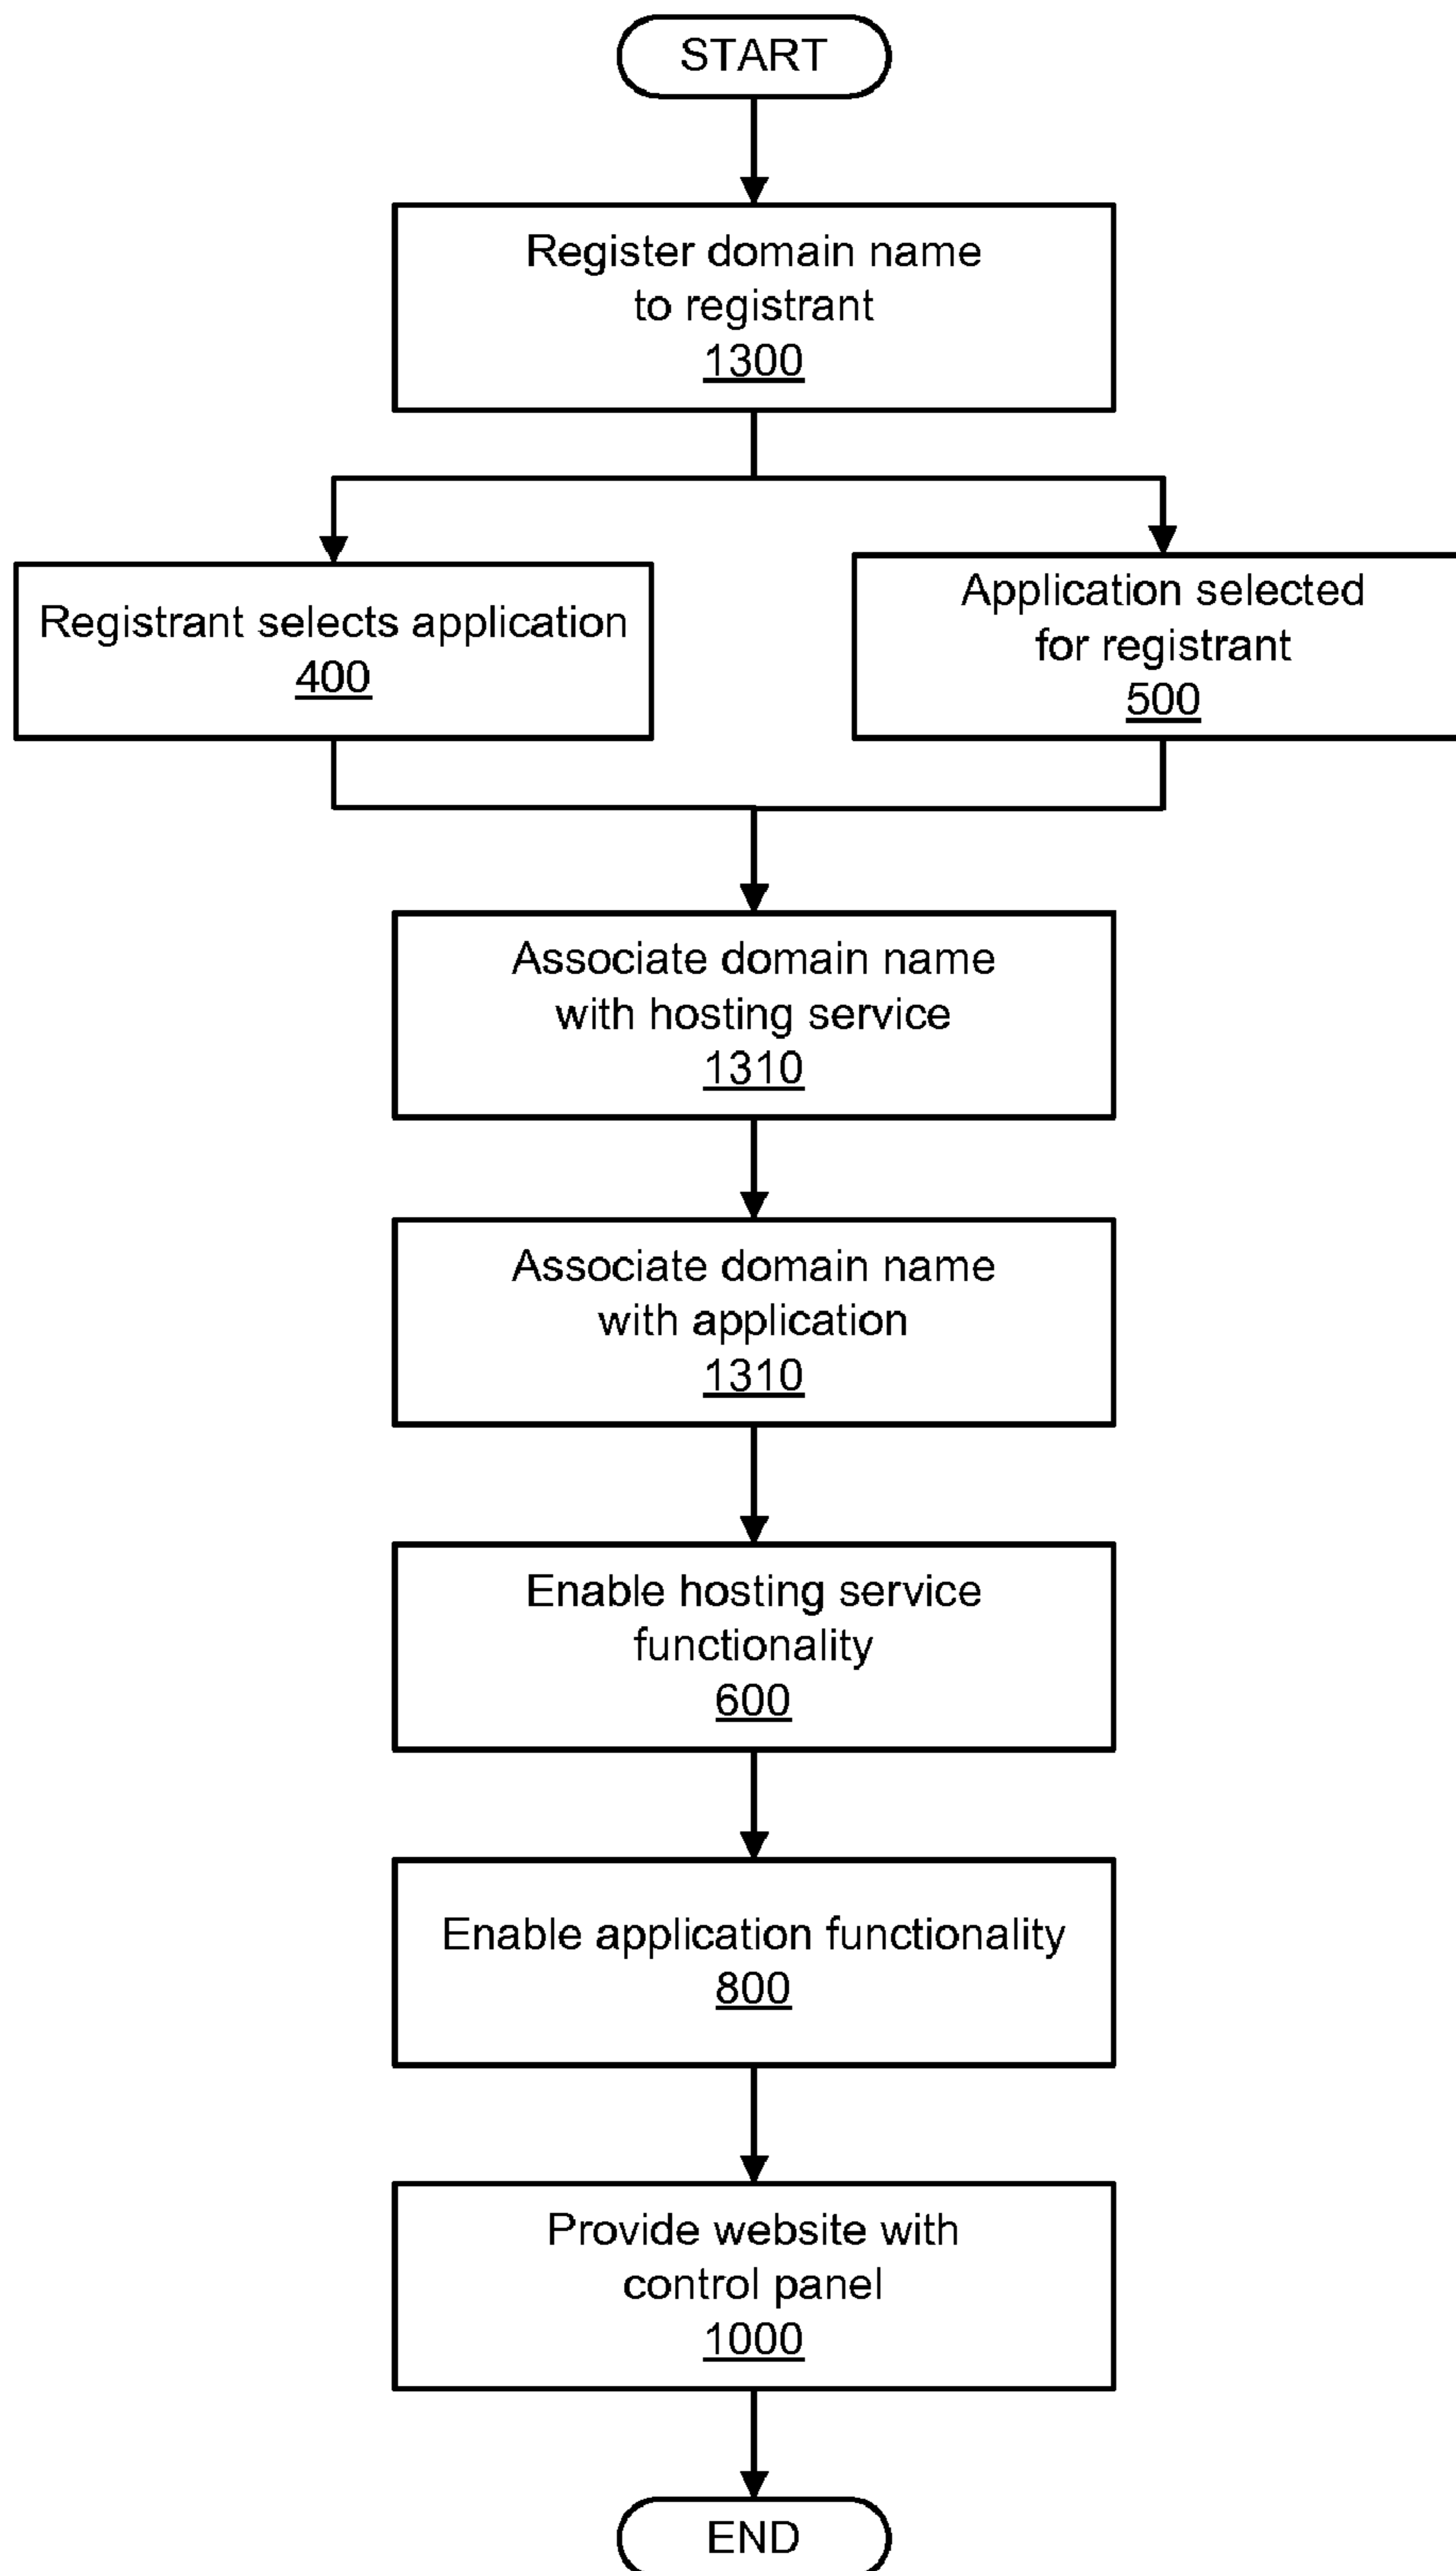 START
Register domain name
to registrant
1300
Registrant selects application
400
Application selected
for registrant
500
Associate domain name
with hosting service
1310
Associate domain name
with application
1310
Enable hosting service
functionality
600
Enable application functionality
800
Provide website with
control panel
1000
END